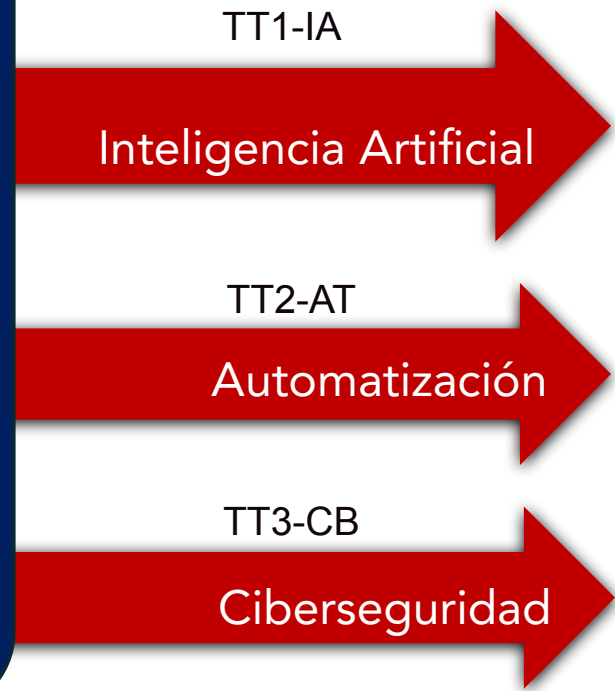 TT1-IA
Inteligencia Artificial
TT2-AT
Automatización
TT3-CB
Ciberseguridad